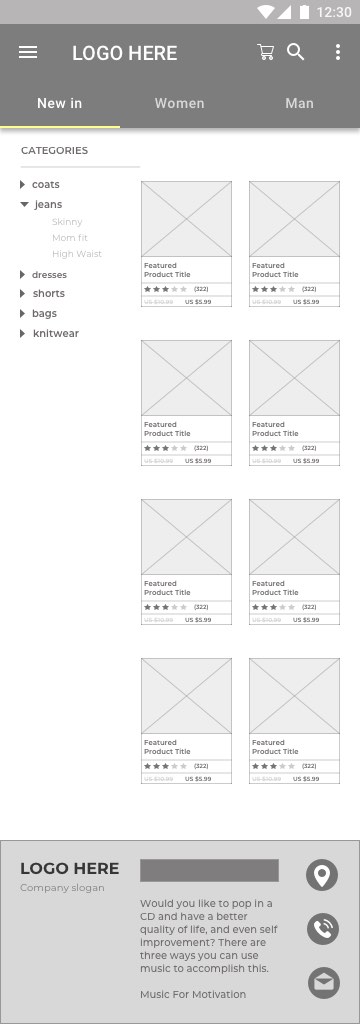 12:30
LOGO HERE
New in
Women
Man
CATEGORIES
coats
jeans
Skinny
Mom fit
High Waist
dresses
shorts
bags
knitwear
Featured
Product Title
(322)
US $10.99 US $5.99
Featured
Product Title
(322)
US $10.99 US $5.99
Featured
Product Title
(322)
US $10.99 US $5.99
Featured
Product Title
(322)
US $10.99 US $5.99
Featured
Product Title
(322)
US $10.99 US $5.99
Featured
Product Title
(322)
US $10.99 US $5.99
Featured
Product Title
(322)
US $10.99 US $5.99
Featured
Product Title
(322)
US $10.99 US $5.99
LOGO HERE
Company slogan
Would you like to pop in a
CD and have a better
quality of life, and even self
improvement? There are
three ways you can use
music to accomplish this.
Music For Motivation